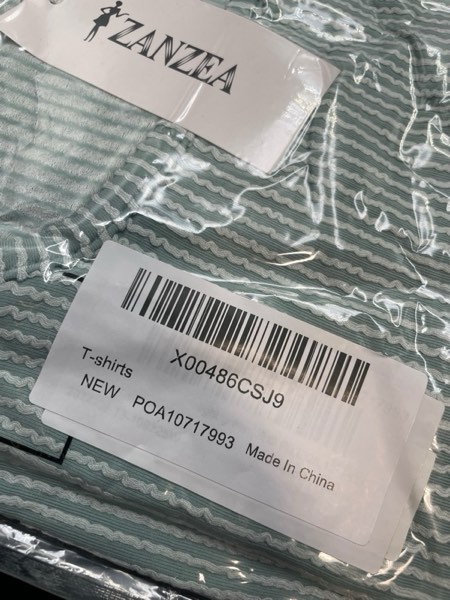 ZANZEA
X00486CSJ9
T-shirts
NEW POA10717993 Made In China